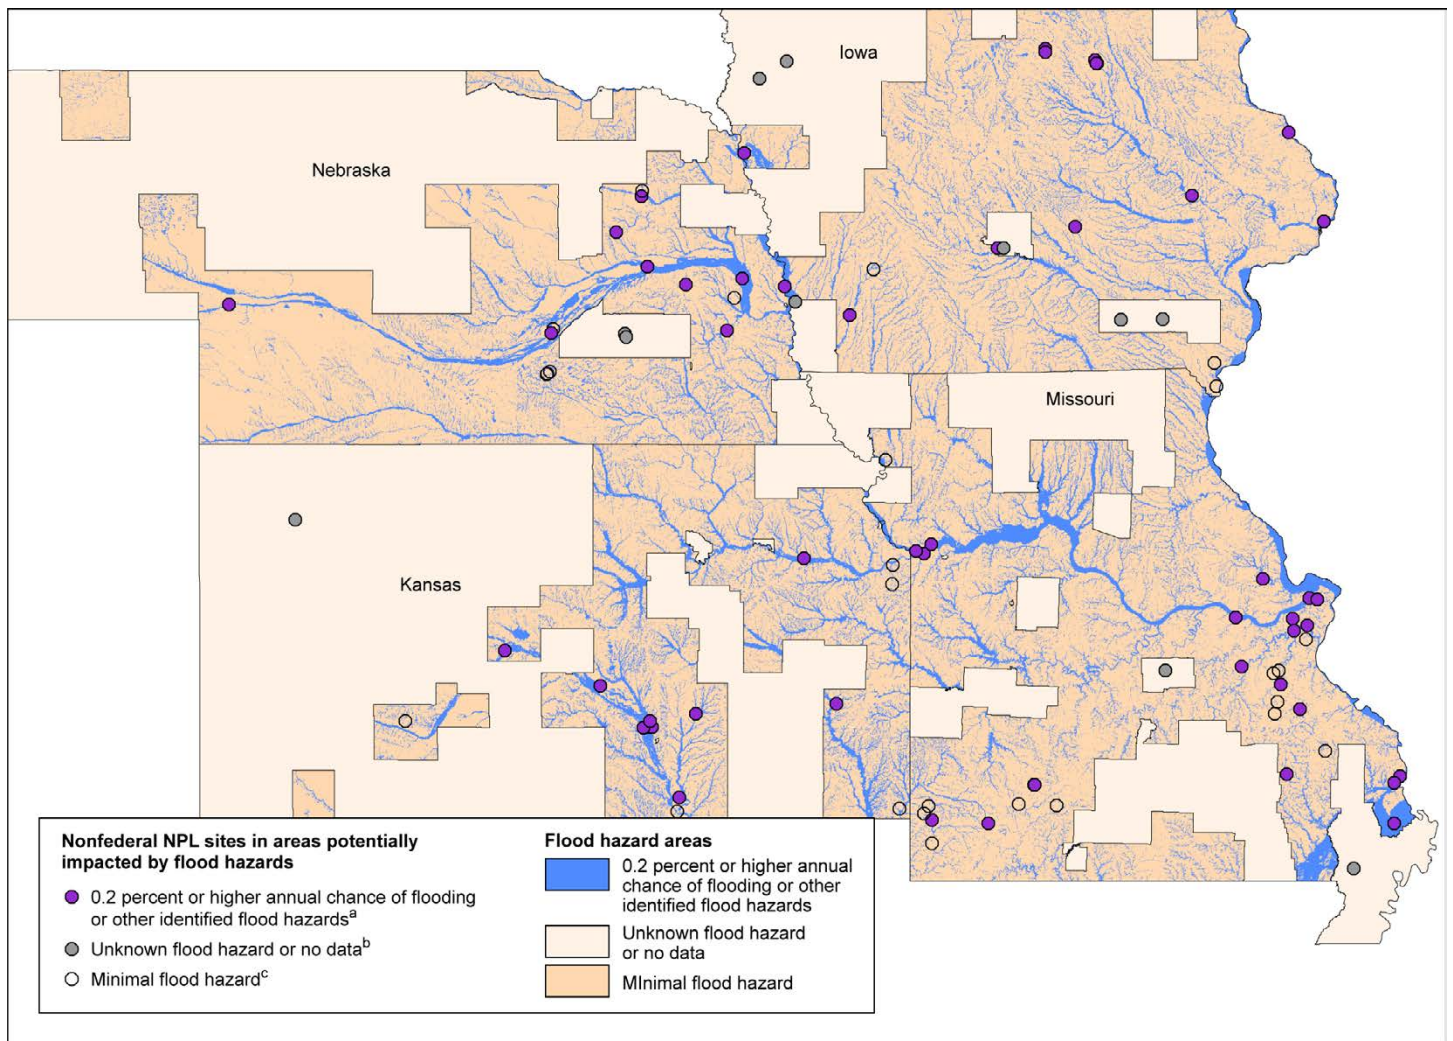 Iowa
Nebraska
Missouri
Kansas
Nonfederal NPL sites in areas potentially
impacted by flood hazards
0.2 percent or higher annual chance of flooding
or other identified flood hazardsa
Unknown flood hazard or no datab
Minimal flood hazardc
Flood hazard areas
0.2 percent or higher annual
chance of flooding or other
identified flood hazards
Unknown flood hazard
or no data
MInimal flood hazard